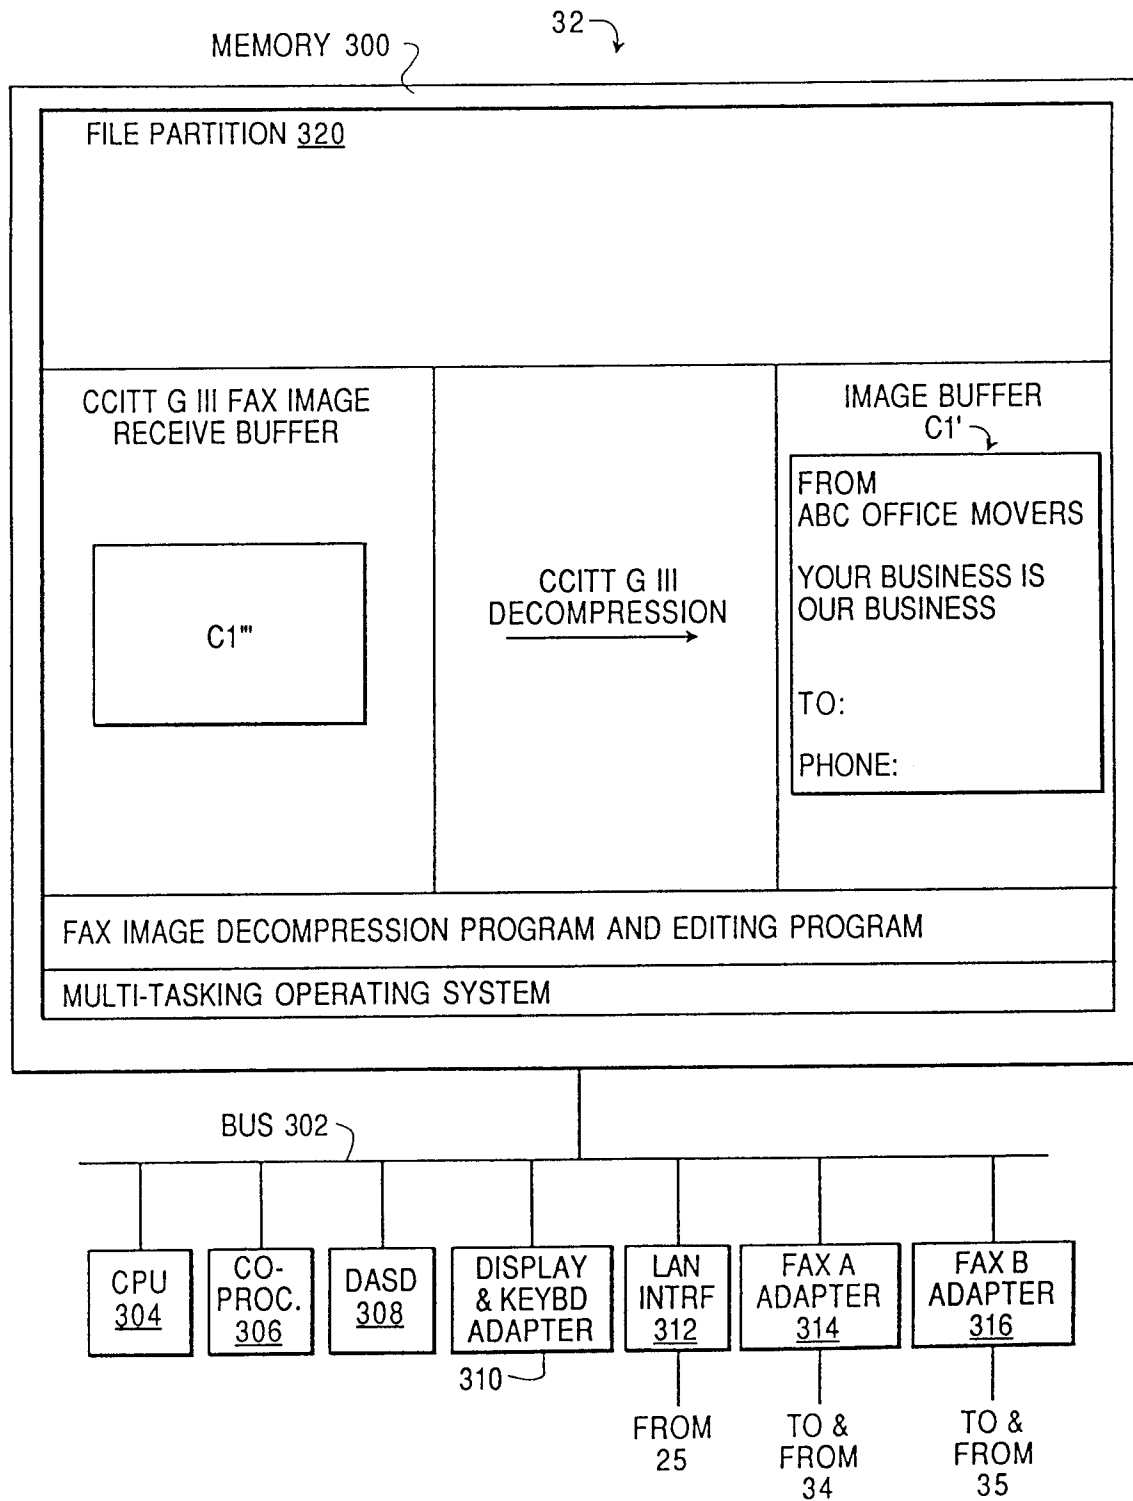 32
MEMORY 300
FILE PARTITION 320
CCITT G III FAX IMAGE
RECEIVE BUFFER
C1'''
CCITT G III
DECOMPRESSION
IMAGE BUFFER
C1'
FROM
ABC OFFICE MOVERS
YOUR BUSINESS IS
OUR BUSINESS
TO:
PHONE:
FAX IMAGE DECOMPRESSION PROGRAM AND EDITING PROGRAM
MULTI-TASKING OPERATING SYSTEM
BUS 302
CPU
304
CO-
PROC.
306
DASD
308
DISPLAY
& KEYBD
ADAPTER
310
LAN
INTRF
312
FAX A
ADAPTER
314
FAX B
ADAPTER
316
FROM
25
TO &
FROM
34
TO &
FROM
35